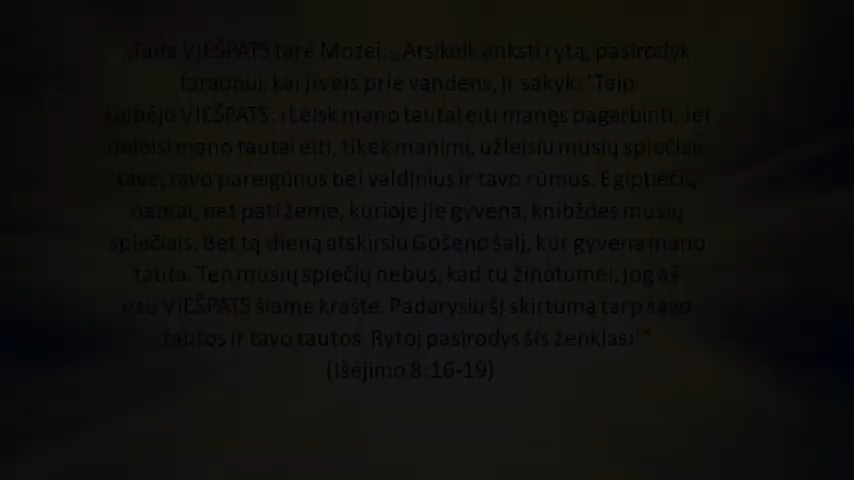 „Tada VIEŠPATS tarė Mozei: „Atsikelk anksti rytą, pasirodyk
faraonui, kai jis eis prie vandens, ir sakyk: 'Taip
kalbėjo VIEŠPATS: ‹Leisk mano tautai eiti manęs pagarbinti. Jei
neleisi mano tautai eiti, tikėk manimi, užleisiu musių spiečiais
tave, tavo pareigūnus bei valdinius ir tavo rūmus. Egiptiečių
namai, net pati žemė, kurioje jie gyvena, knibždės musių
spiečiais. Bet tą dieną atskirsiu Gošeno šalį, kur gyvena mano
tauta. Ten musių spiečių nebus, kad tu žinotumei, jog aš
esu VIEŠPATS šiame krašte. Padarysiu šį skirtumą tarp savo
tautos ir tavo tautos. Rytoj pasirodys šis ženklas›'“
(Išėjimo 8:16-19)